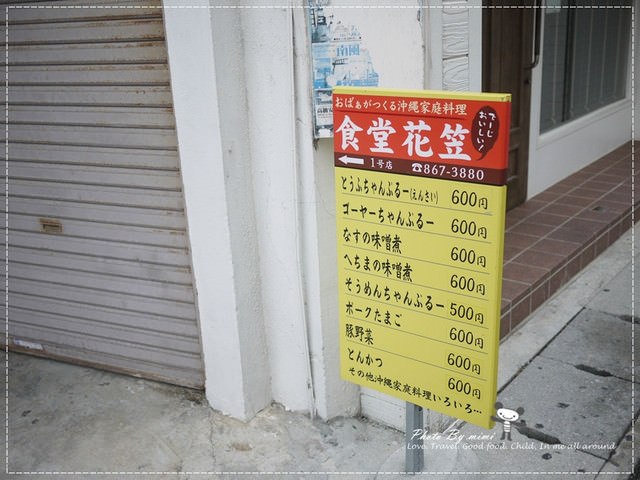 おばぁがつくる沖縄家庭料理
食堂花笠
でーじ
おいしい!
1号店 ☎867-3880
とうふちゃんぷるー(えんさい) 600円
ゴーヤーちゃんぷるー 600円
なすの味噌煮 600円
へちまの味噌煮 600円
そうめんちゃんぷるー 500円
ポークたまご 600円
豚野菜 600円
とんかつ 600円
その他沖縄家庭料理いろいろ…
Photo By mimi
Love. Travel. Good food. Child. In me all around